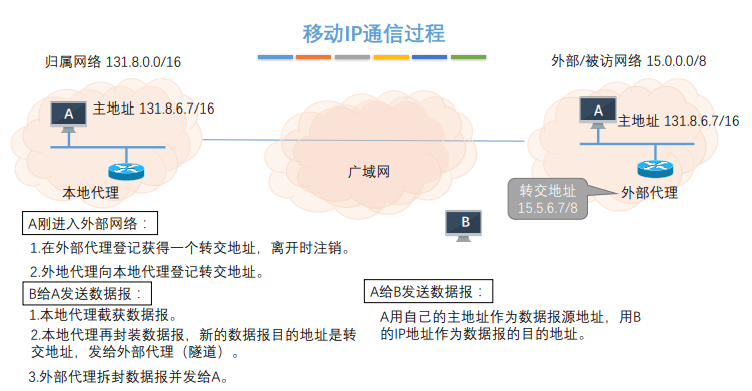 移动IP通信过程
归属网络 131.8.0.0/16
外部/被访网络 15.0.0.0/8
A
主地址 131.8.6.7/16
A
主地址 131.8.6.7/16
本地代理
广域网
转交地址
15.5.6.7/8
外部代理
B
A刚进入外部网络：
1.在外部代理登记获得一个转交地址，离开时注销。
2.外地代理向本地代理登记转交地址。
B给A发送数据报：
1.本地代理截获数据报。
2.本地代理再封装数据报，新的数据报目的地址是转
交地址，发给外部代理（隧道）。
3.外部代理拆封数据报并发给A。
A给B发送数据报：
A用自己的主地址作为数据报源地址，用B
的IP地址作为数据报的目的地址。